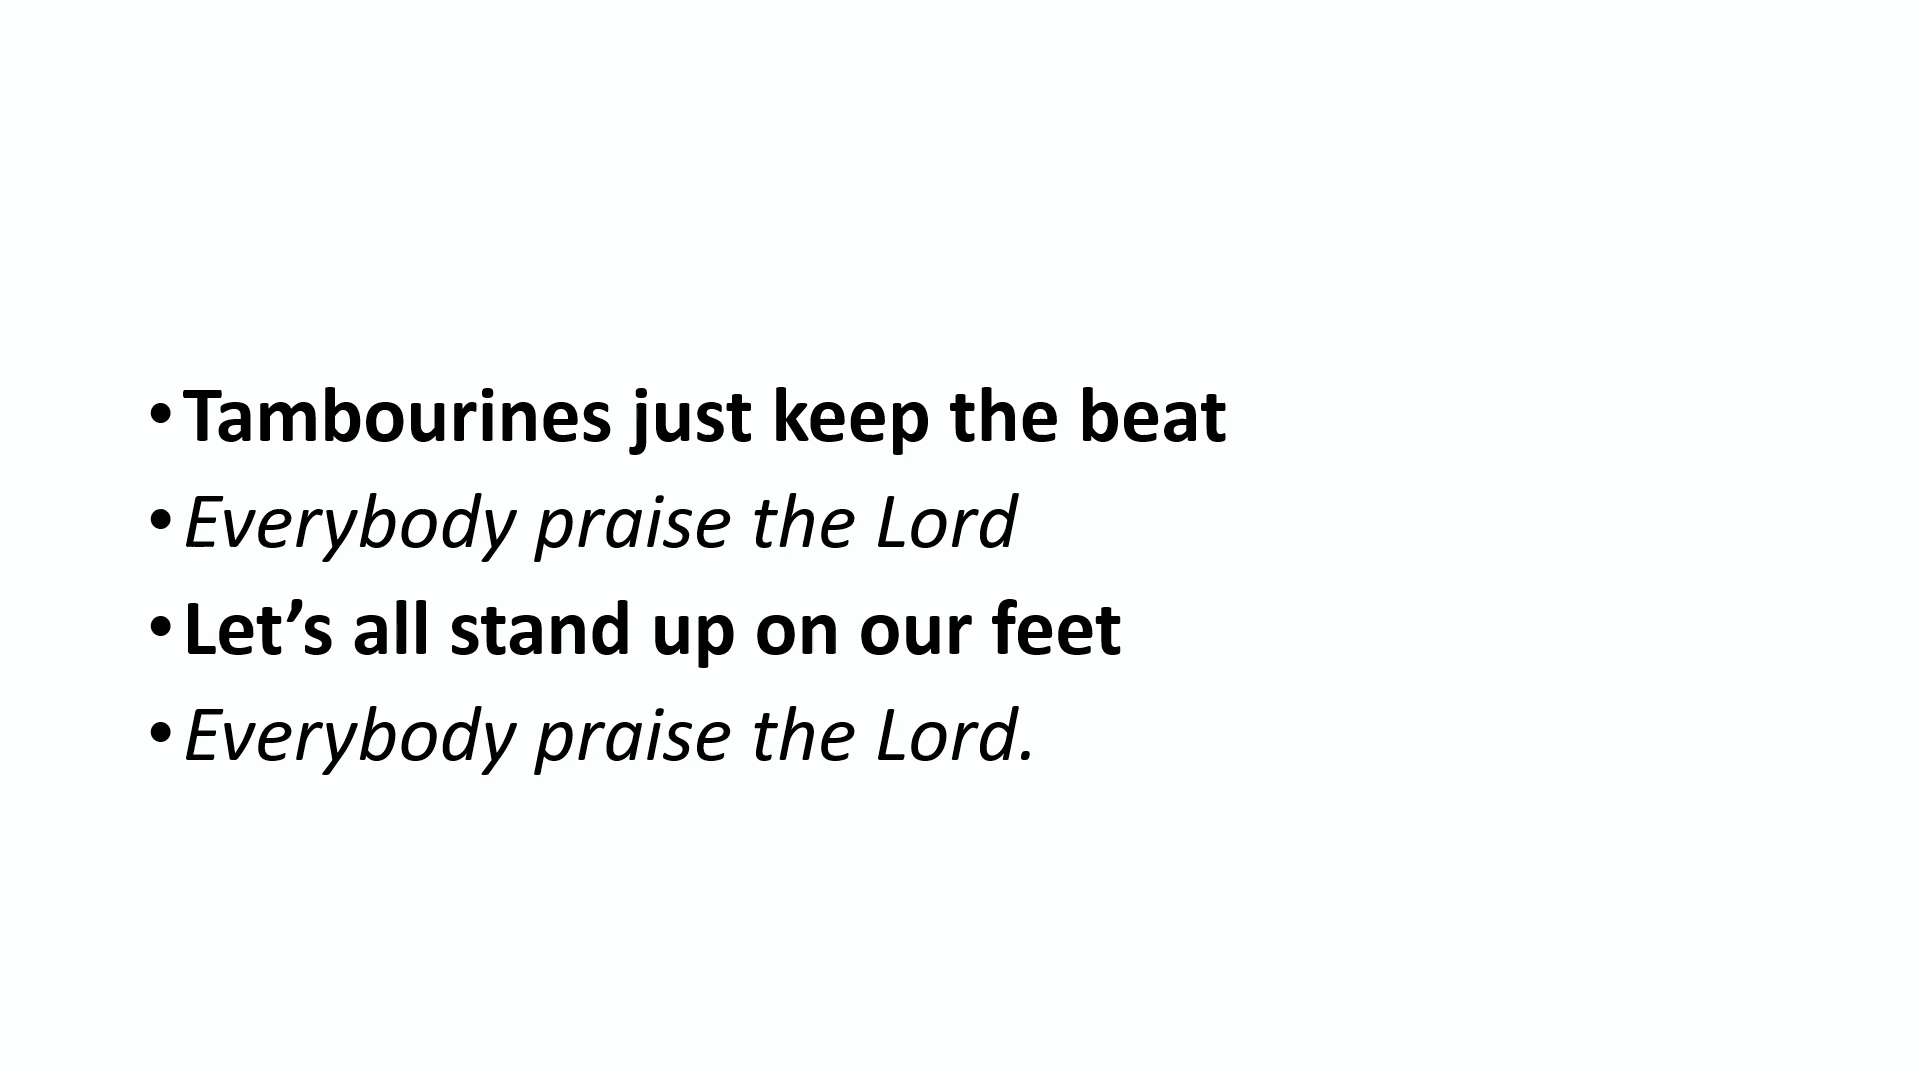 • Tambourines just keep the beat
• Everybody praise the Lord
• Let’s all stand up on our feet
• Everybody praise the Lord.